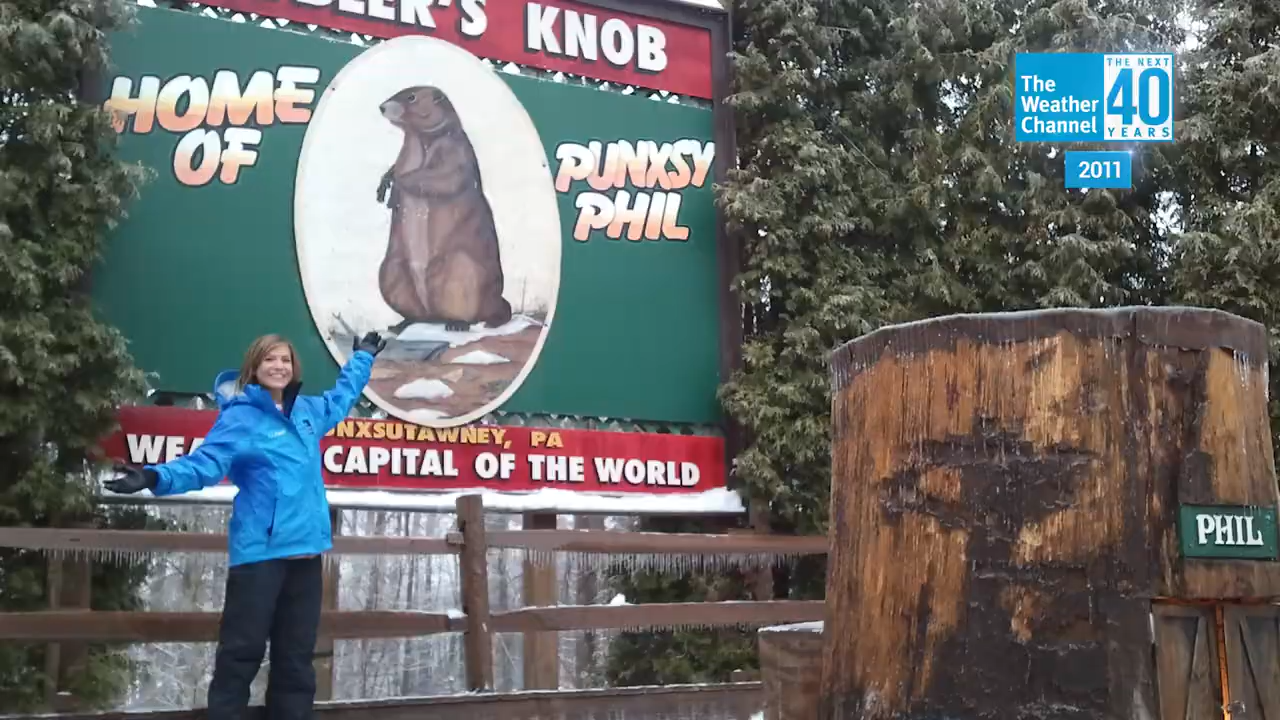 KNOB
HOME
OF
PUNXSY
PHIL
PA
CAPITAL OF THE WORLD
PHIL
The
Weather
Channel
THE NEXT
40
YEARS
2011